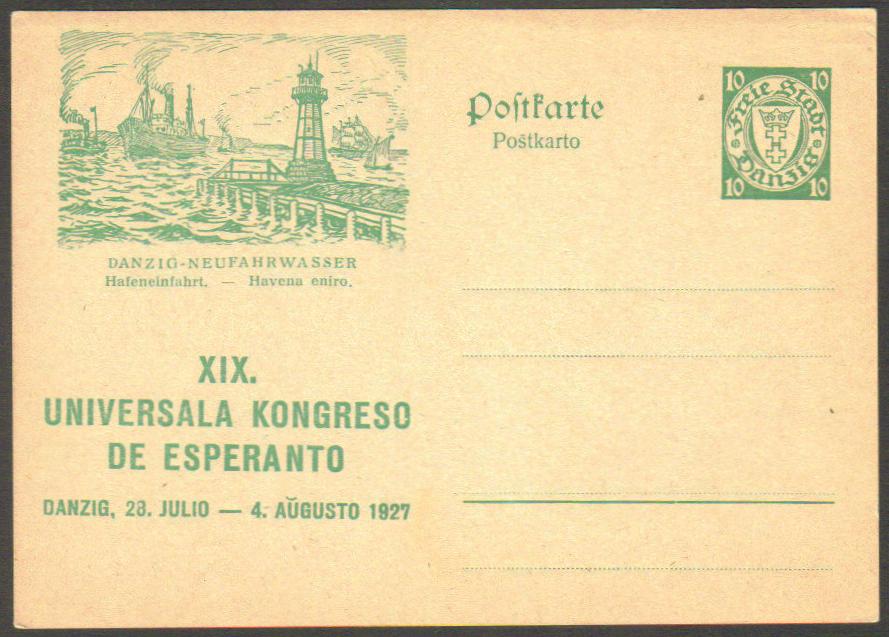 DANZIG-NEUFAHRWASSER
Hafeneinfahrt. — Havena eniro.
XIX.
UNIVERSALA KONGRESO
DE ESPERANTO
DANZIG, 28. JULIO — 4. AŬGUSTO 1927
Poſtkarte
Poŝtkarto
10 10
Freie Stadt
Danzig
10 10